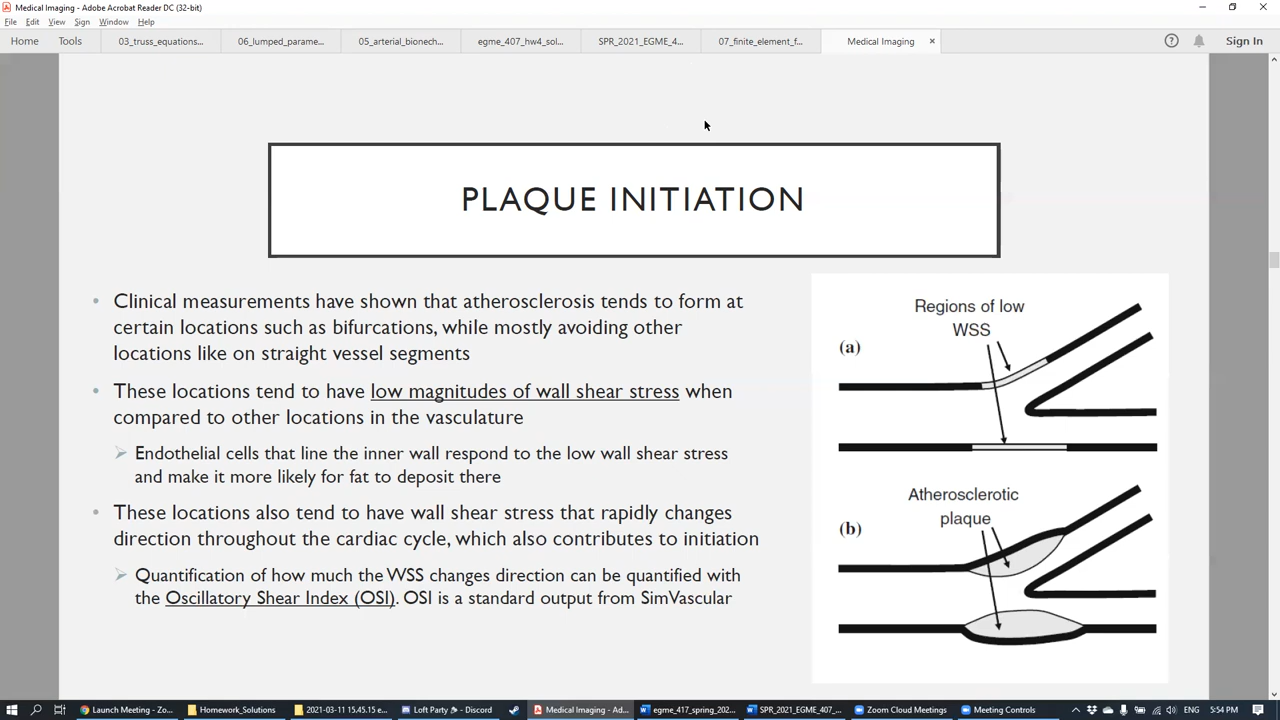 Medical Imaging - Adobe Acrobat Reader DC (32-bit)
File Edit View Sign Window Help
Home Tools 03_truss_equations... 06_lumped_parame... 05_arterial_bionech... egme_407_hw4_sol... SPR_2021_EGME_4... 07_finite_element_f... Medical Imaging × Sign In
PLAQUE INITIATION
• Clinical measurements have shown that atherosclerosis tends to form at
certain locations such as bifurcations, while mostly avoiding other
locations like on straight vessel segments
• These locations tend to have low magnitudes of wall shear stress when
compared to other locations in the vasculature
➢ Endothelial cells that line the inner wall respond to the low wall shear stress
and make it more likely for fat to deposit there
• These locations also tend to have wall shear stress that rapidly changes
direction throughout the cardiac cycle, which also contributes to initiation
➢ Quantification of how much the WSS changes direction can be quantified with
the Oscillatory Shear Index (OSI). OSI is a standard output from SimVascular
Regions of low
WSS
(a)
Atherosclerotic
plaque
(b)
Launch Meeting - Zo... Homework_Solutions 2021-03-11 15.45.15 e... Loft Party - Discord Medical Imaging - Ad... egme_417_spring_202... SPR_2021_EGME_407_... Zoom Cloud Meetings Meeting Controls ENG 5:54 PM